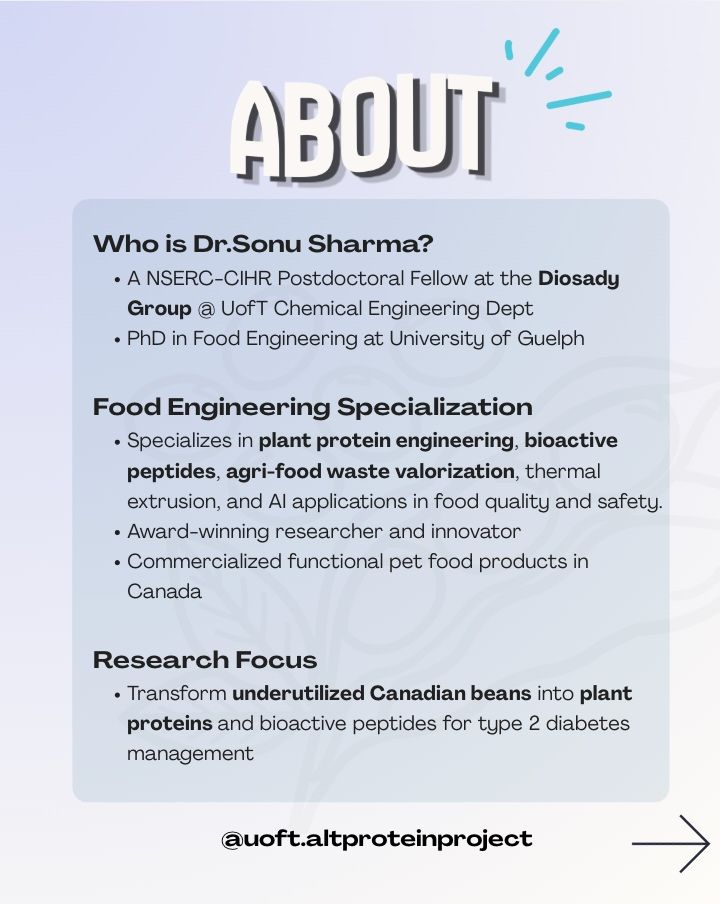 ABOUT
Who is Dr.Sonu Sharma?
• A NSERC-CIHR Postdoctoral Fellow at the Diosady
Group @ UofT Chemical Engineering Dept
• PhD in Food Engineering at University of Guelph
Food Engineering Specialization
• Specializes in plant protein engineering, bioactive
peptides, agri-food waste valorization, thermal
extrusion, and AI applications in food quality and safety.
• Award-winning researcher and innovator
• Commercialized functional pet food products in
Canada
Research Focus
• Transform underutilized Canadian beans into plant
proteins and bioactive peptides for type 2 diabetes
management
@uoft.altproteinproject